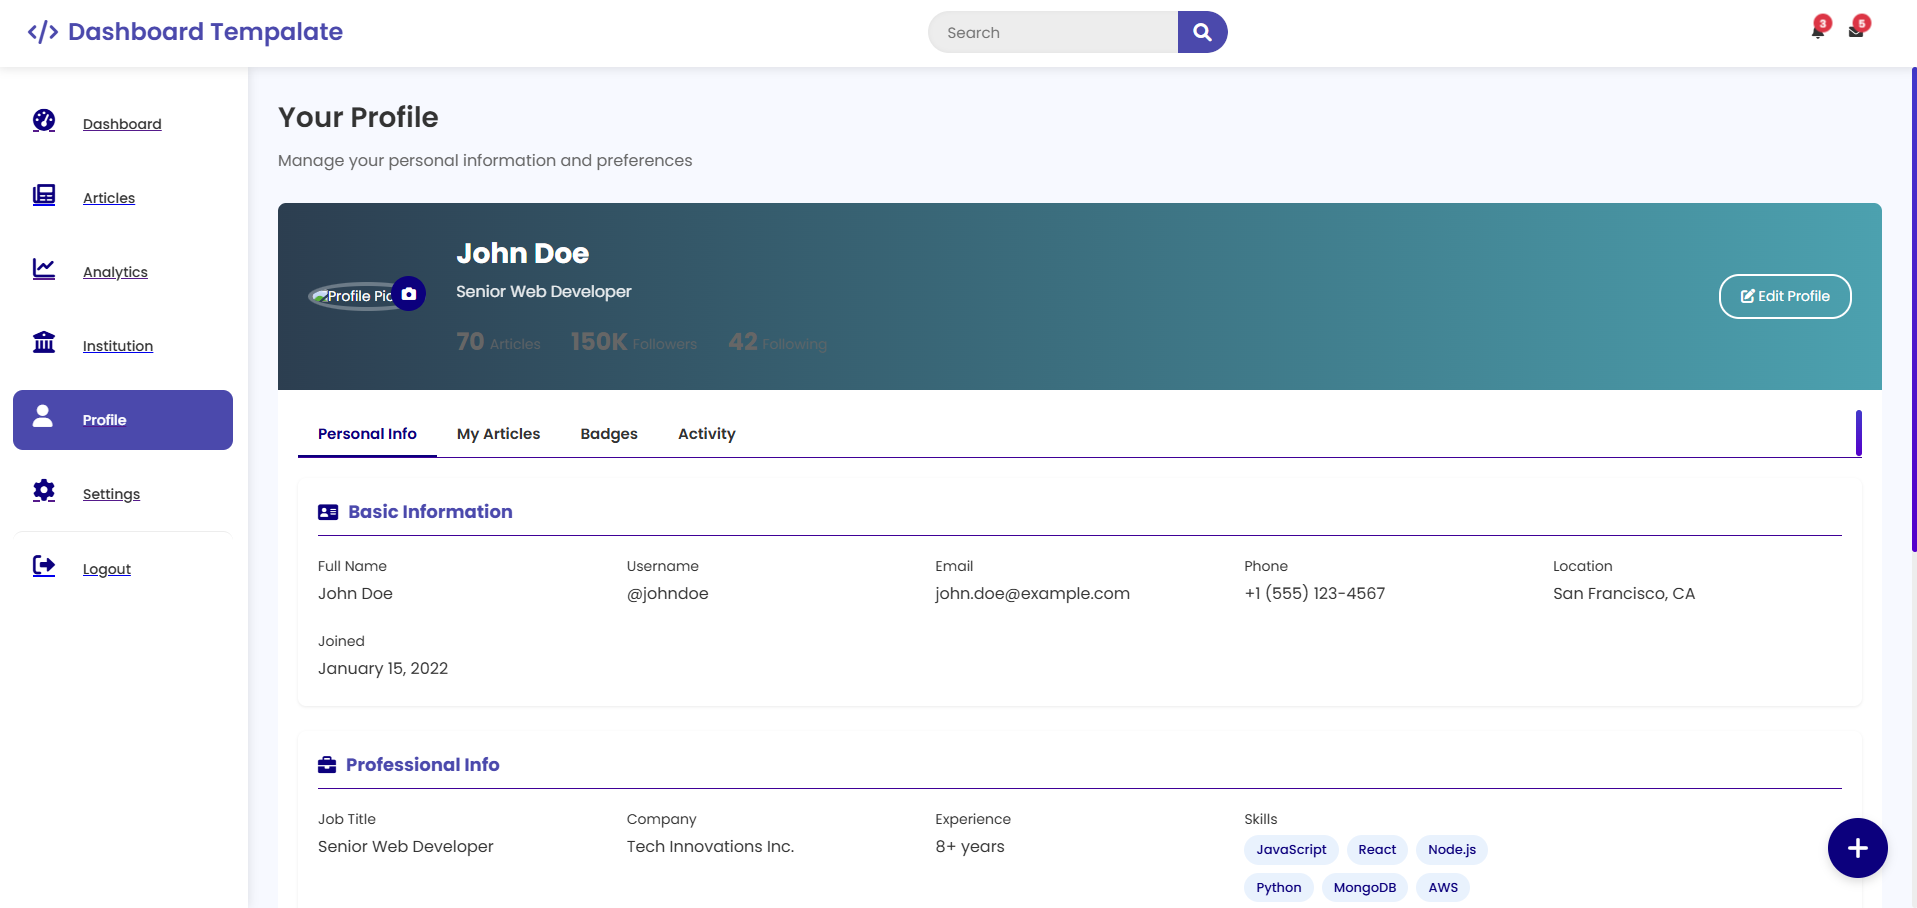 </> Dashboard Tempalate
Search
3
5
Dashboard
Articles
Analytics
Institution
Profile
Settings
Logout
Your Profile
Manage your personal information and preferences
Profile Pic
John Doe
Senior Web Developer
70 Articles 150K Followers 42 Following
Edit Profile
Personal Info My Articles Badges Activity
Basic Information
Full Name Username Email Phone Location
John Doe @johndoe john.doe@example.com +1 (555) 123-4567 San Francisco, CA
Joined
January 15, 2022
Professional Info
Job Title Company Experience Skills
Senior Web Developer Tech Innovations Inc. 8+ years JavaScript React Node.js
Python MongoDB AWS